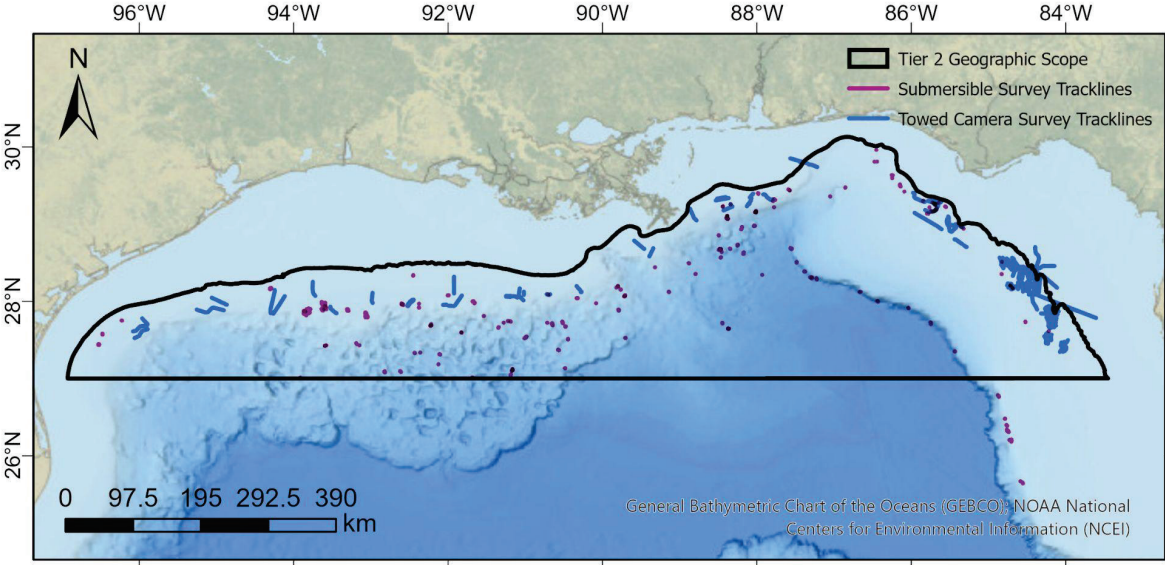 96°W 94°W 92°W 90°W 88°W 86°W 84°W
N
Tier 2 Geographic Scope
Submersible Survey Tracklines
Towed Camera Survey Tracklines
30°N
28°N
26°N
0 97.5 195 292.5 390
km
General Bathymetric Chart of the Oceans (GEBCO); NOAA National
Centers for Environmental Information (NCEI)